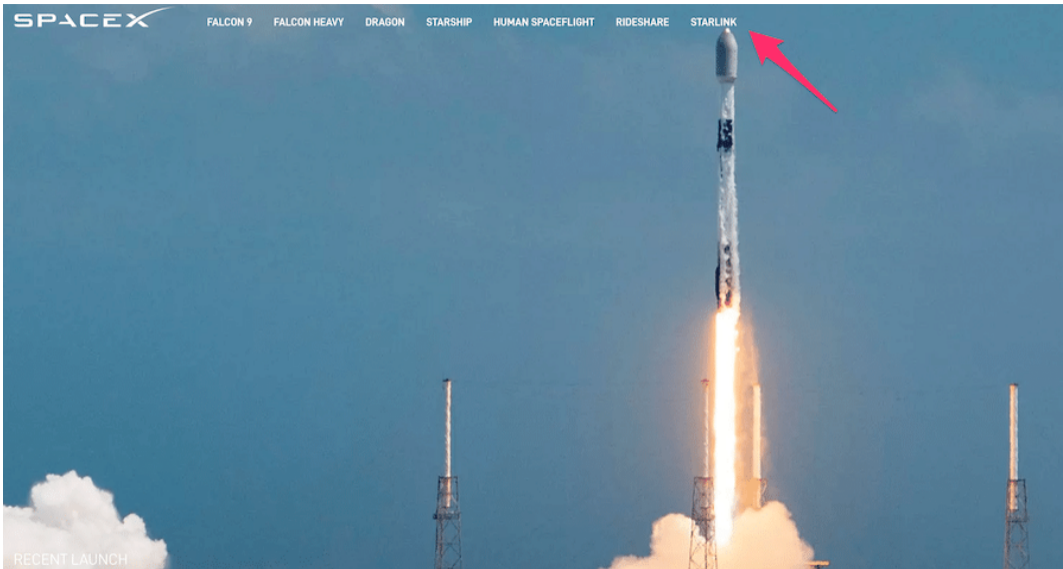 SPACEX
FALCON 9 FALCON HEAVY DRAGON STARSHIP HUMAN SPACEFLIGHT RIDESHARE STARLINK
RECENT LAUNCH